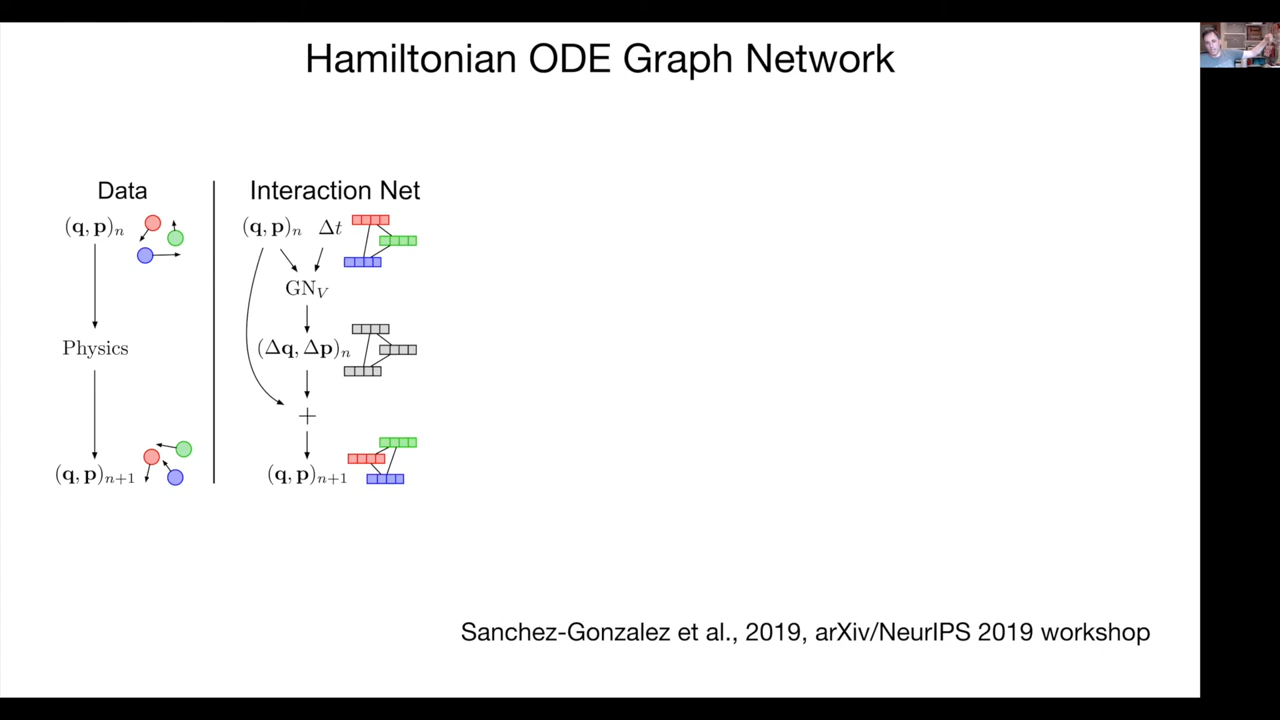 Hamiltonian ODE Graph Network
Data
(q, p)n
Physics
(q, p)n+1
Interaction Net
(q, p)n Δt
GNV
(Δq, Δp)n
+
(q, p)n+1
Sanchez-Gonzalez et al., 2019, arXiv/NeurIPS 2019 workshop